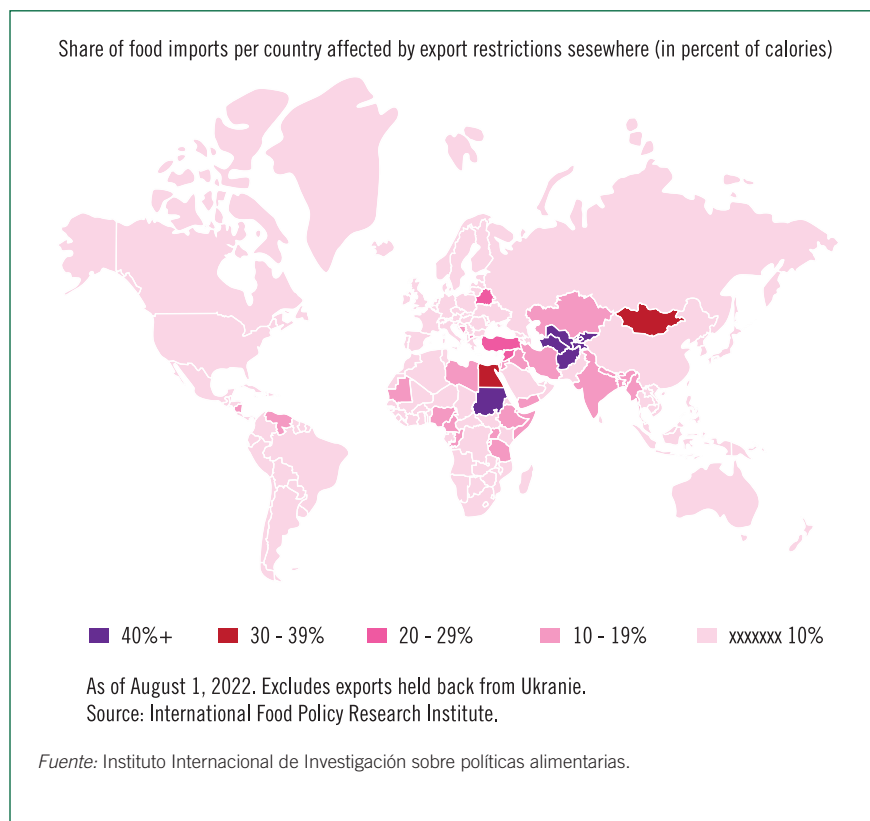 Share of food imports per country affected by export restrictions sesewhere (in percent of calories)
40%+ 30 - 39% 20 - 29% 10 - 19% xxxxxxx 10%
As of August 1, 2022. Excludes exports held back from Ukranie.
Source: International Food Policy Research Institute.
Fuente: Instituto Internacional de Investigación sobre políticas alimentarias.